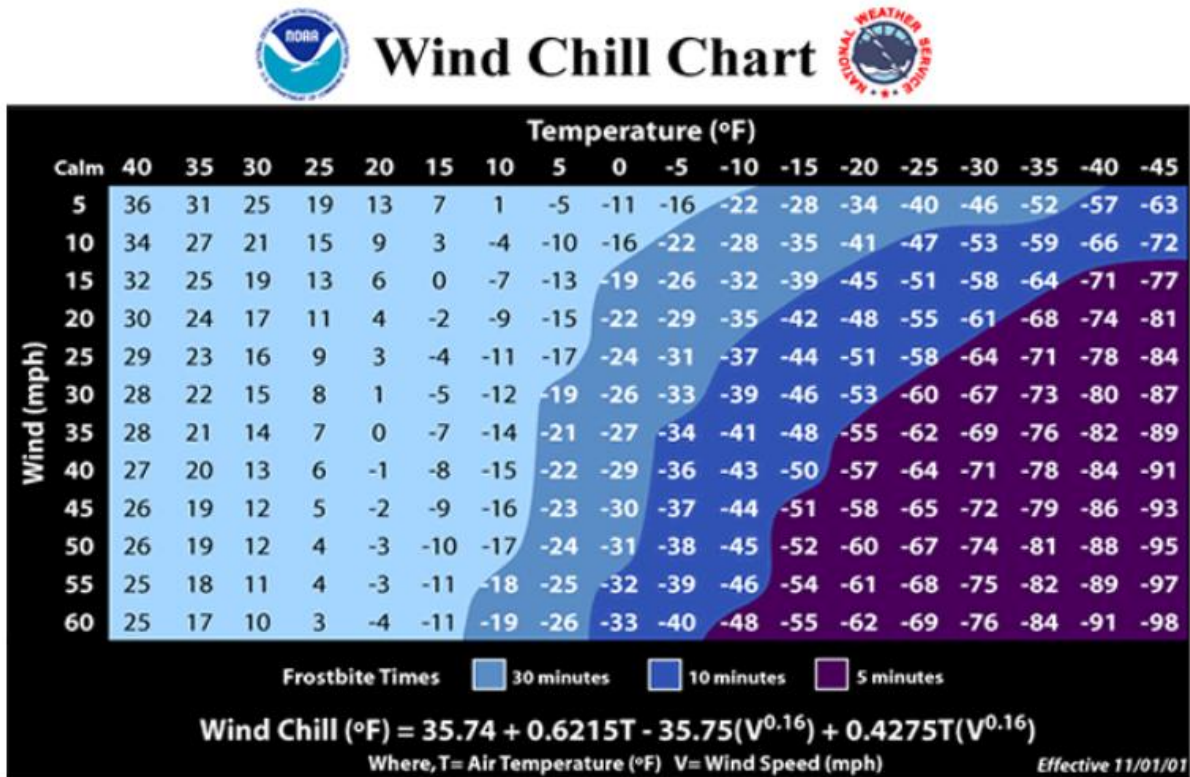 NOAA
NATIONAL WEATHER SERVICE
Wind Chill Chart
Temperature (ºF)
Calm 40 35 30 25 20 15 10 5 0 -5 -10 -15 -20 -25 -30 -35 -40 -45
Wind (mph)
5 36 31 25 19 13 7 1 -5 -11 -16 -22 -28 -34 -40 -46 -52 -57 -63
10 34 27 21 15 9 3 -4 -10 -16 -22 -28 -35 -41 -47 -53 -59 -66 -72
15 32 25 19 13 6 0 -7 -13 -19 -26 -32 -39 -45 -51 -58 -64 -71 -77
20 30 24 17 11 4 -2 -9 -15 -22 -29 -35 -42 -48 -55 -61 -68 -74 -81
25 29 23 16 9 3 -4 -11 -17 -24 -31 -37 -44 -51 -58 -64 -71 -78 -84
30 28 22 15 8 1 -5 -12 -19 -26 -33 -39 -46 -53 -60 -67 -73 -80 -87
35 28 21 14 7 0 -7 -14 -21 -27 -34 -41 -48 -55 -62 -69 -76 -82 -89
40 27 20 13 6 -1 -8 -15 -22 -29 -36 -43 -50 -57 -64 -71 -78 -84 -91
45 26 19 12 5 -2 -9 -16 -23 -30 -37 -44 -51 -58 -65 -72 -79 -86 -93
50 26 19 12 4 -3 -10 -17 -24 -31 -38 -45 -52 -60 -67 -74 -81 -88 -95
55 25 18 11 4 -3 -11 -18 -25 -32 -39 -46 -54 -61 -68 -75 -82 -89 -97
60 25 17 10 3 -4 -11 -19 -26 -33 -40 -48 -55 -62 -69 -76 -84 -91 -98
Frostbite Times 30 minutes 10 minutes 5 minutes
Wind Chill (ºF) = 35.74 + 0.6215T - 35.75(V^0.16) + 0.4275T(V^0.16)
Where, T= Air Temperature (ºF) V= Wind Speed (mph)
Effective 11/01/01